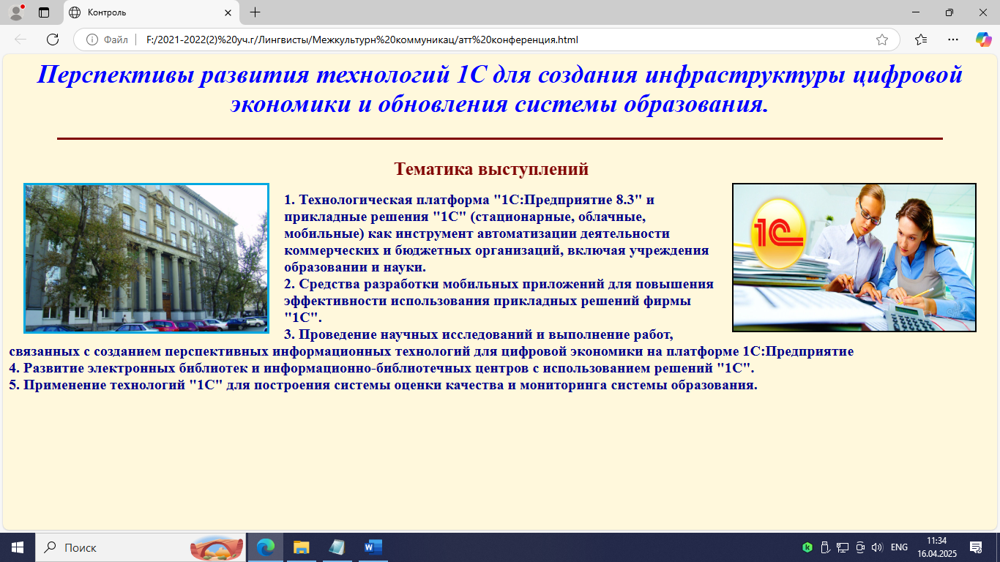 Контроль
Файл
F:/2021-2022(2)%20уч.г/Лингвисты/Межкультурн%20коммуникац/атт%20конференция.html
Перспективы развития технологий 1С для создания инфраструктуры цифровой
экономики и обновления системы образования.
Тематика выступлений
1. Технологическая платформа "1С:Предприятие 8.3" и
прикладные решения "1С" (стационарные, облачные,
мобильные) как инструмент автоматизации деятельности
коммерческих и бюджетных организаций, включая учреждения
образовании и науки.
2. Средства разработки мобильных приложений для повышения
эффективности использования прикладных решений фирмы
"1С".
3. Проведение научных исследований и выполнение работ,
связанных с созданием перспективных информационных технологий для цифровой экономики на платформе 1С:Предприятие
4. Развитие электронных библиотек и информационно-библиотечных центров с использованием решений "1С".
5. Применение технологий "1С" для построения системы оценки качества и мониторинга системы образования.
1С
Поиск
ENG
11:34
16.04.2025